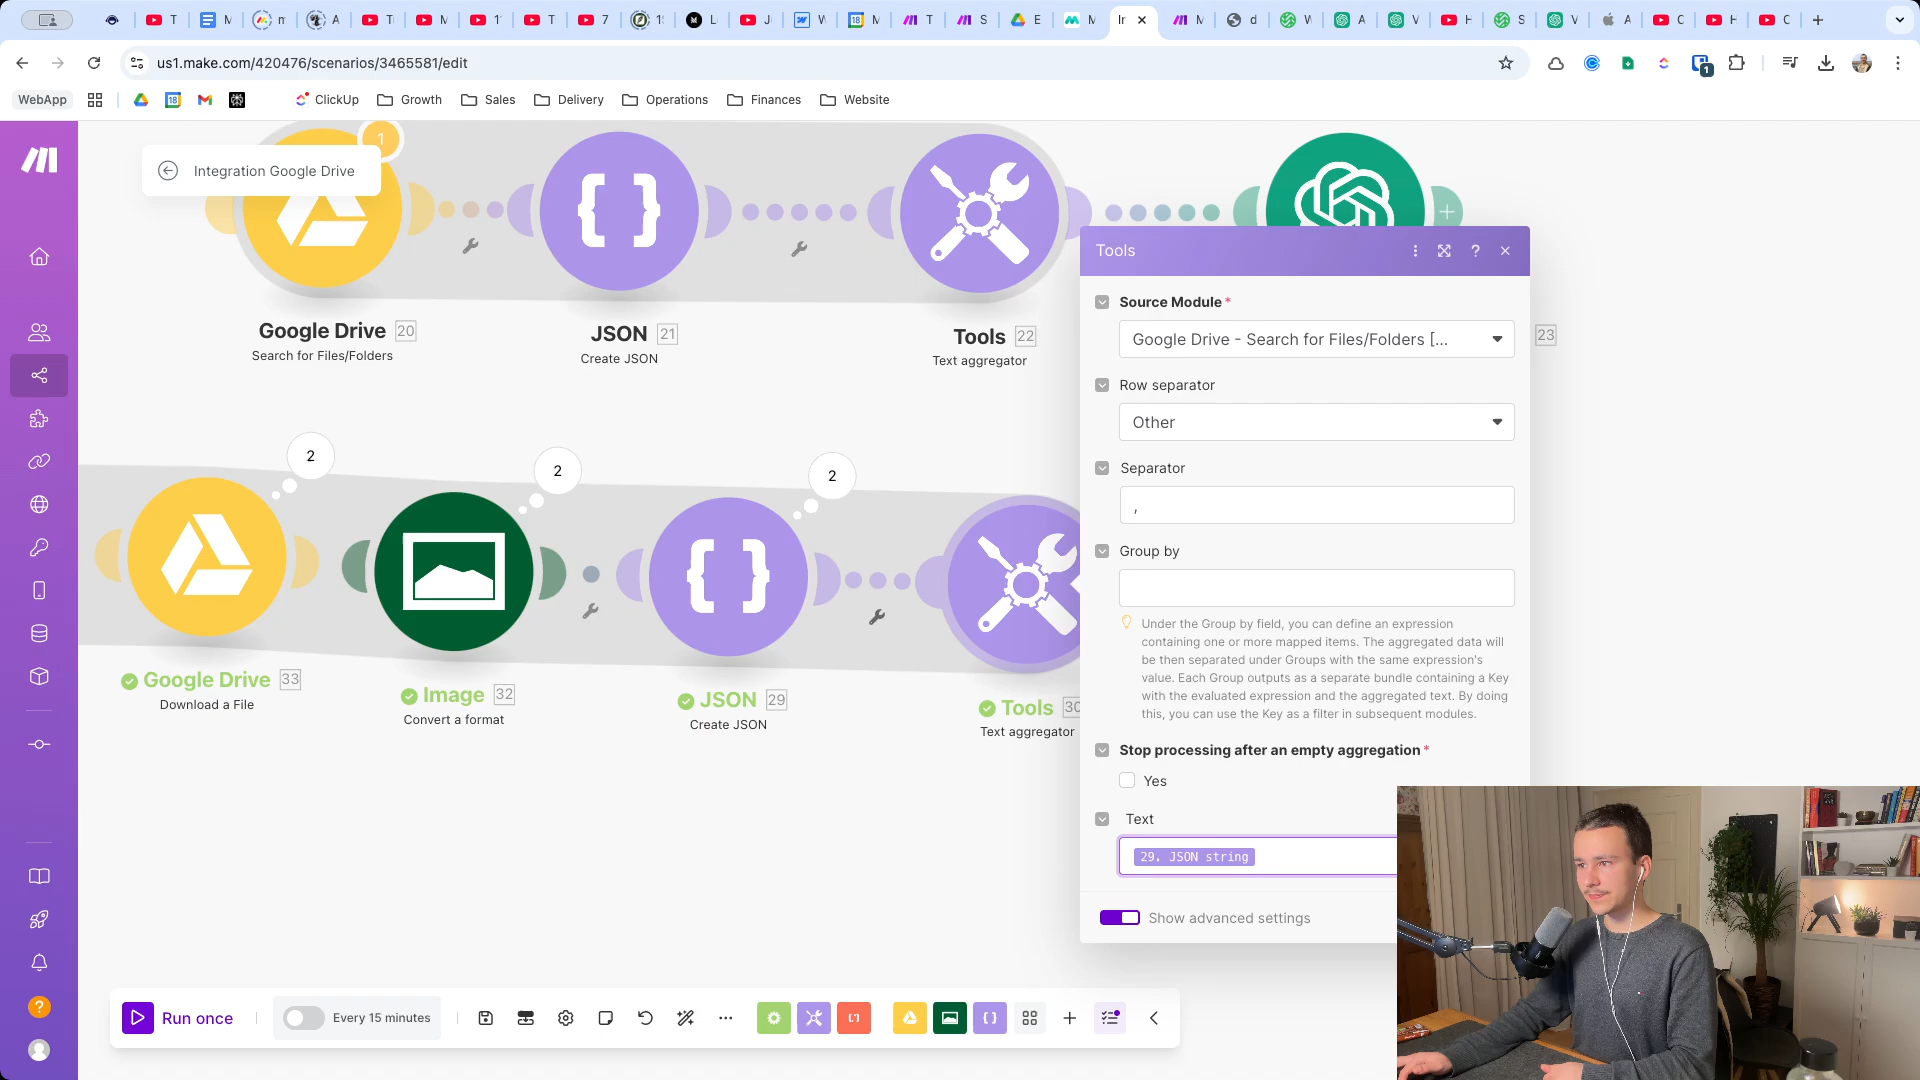 T
M
m
A
T
M
1
T
7
1
L
J
W
M
T
S
E
M
Ir
M
d
W
A
V
H
S
V
A
C
H
C
us1.make.com/420476/scenarios/3465581/edit
1
WebApp
18
ClickUp
Growth
Sales
Delivery
Operations
Finances
Website
1
Integration Google Drive
Google Drive 20
Search for Files/Folders
JSON 21
Create JSON
Tools 22
Text aggregator
23
2
2
2
Google Drive 33
Download a File
Image 32
Convert a format
JSON 29
Create JSON
Tools 30
Text aggregator
Tools
Source Module*
Google Drive - Search for Files/Folders [...
Row separator
Other
Separator
,
Group by
Under the Group by field, you can define an expression
containing one or more mapped items. The aggregated data will
be then separated under Groups with the same expression's
value. Each Group outputs as a separate bundle containing a Key
with the evaluated expression and the aggregated text. By doing
this, you can use the Key as a filter in subsequent modules.
Stop processing after an empty aggregation*
Yes
Text
29. JSON string
Show advanced settings
Run once
Every 15 minutes